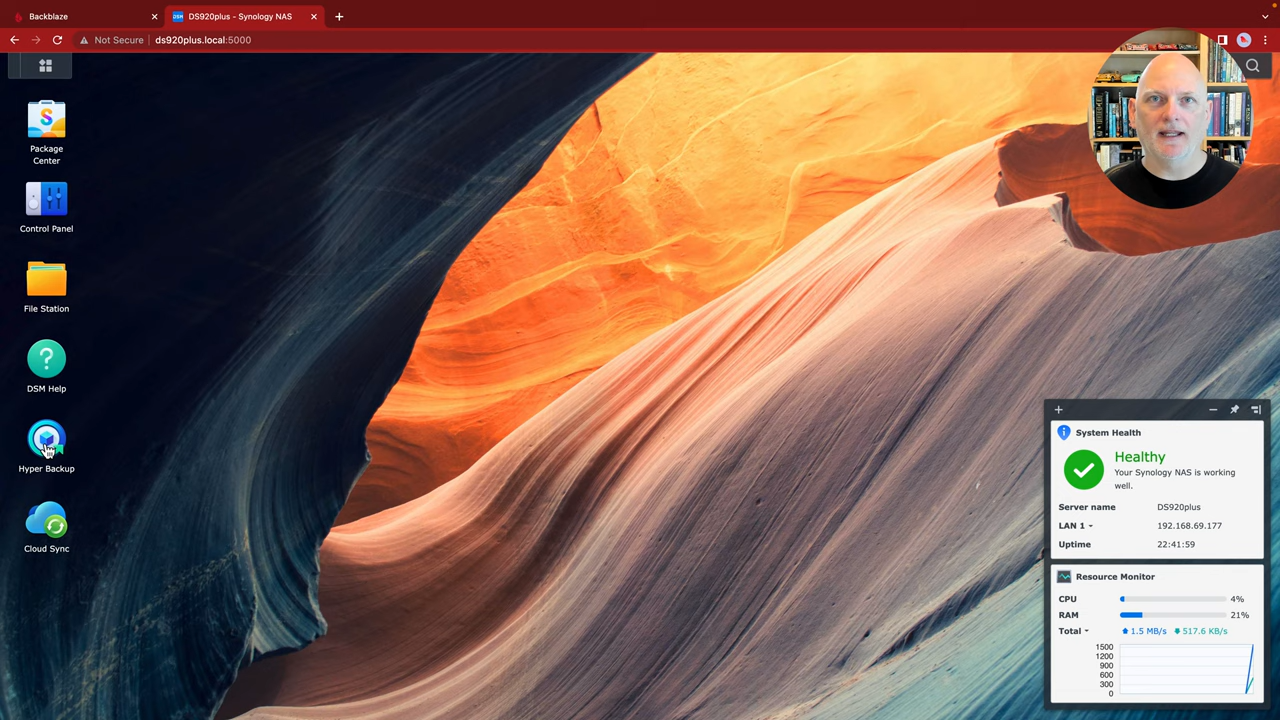 Backblaze
DSM
DS920plus - Synology NAS
Not Secure
ds920plus.local:5000
S
Package
Center
Control Panel
File Station
?
DSM Help
Hyper Backup
Cloud Sync
System Health
Healthy
Your Synology NAS is working
well.
Server name DS920plus
LAN 1 192.168.69.177
Uptime 22:41:59
Resource Monitor
CPU 4%
RAM 21%
Total 1.5 MB/s 517.6 KB/s
1500
1200
900
600
300
0